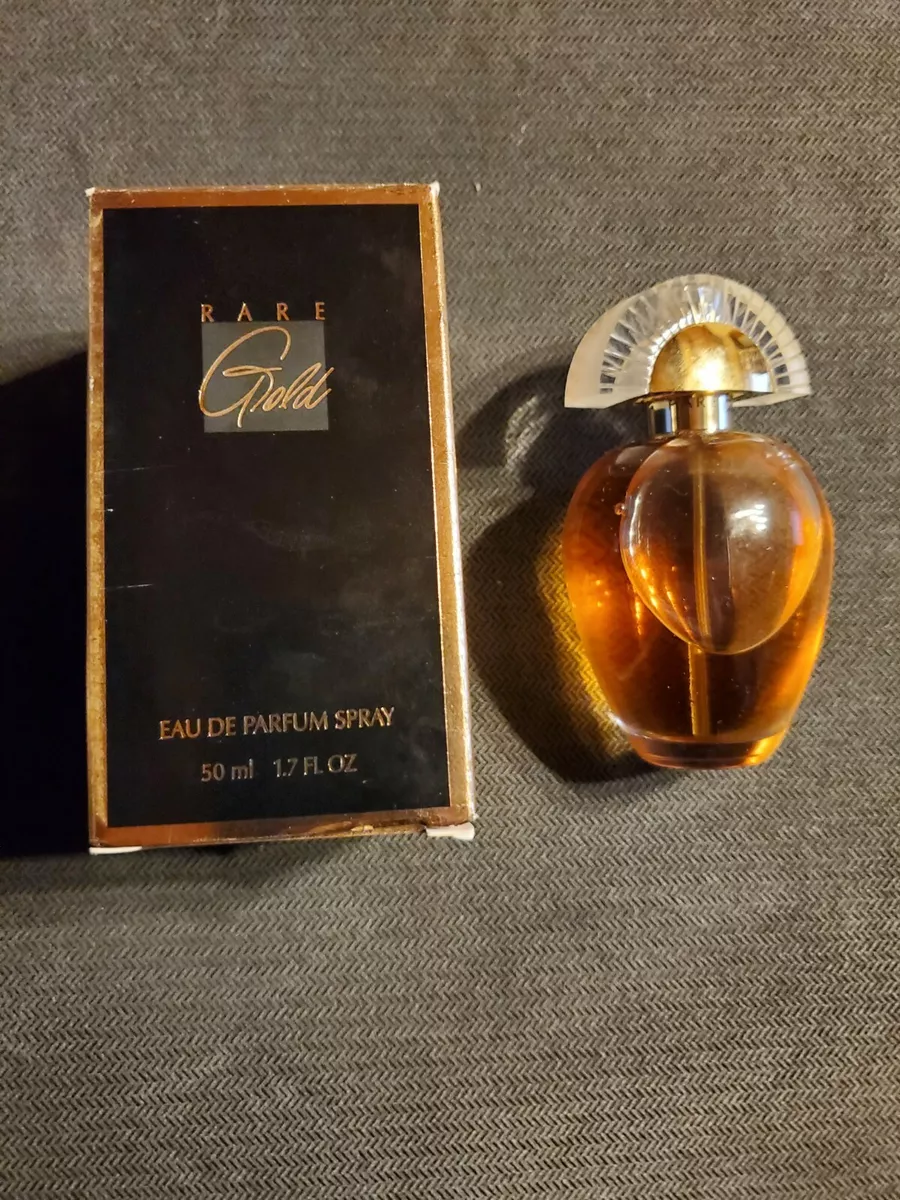 RARE
Gold
EAU DE PARFUM SPRAY
50 ml 1.7 FL OZ